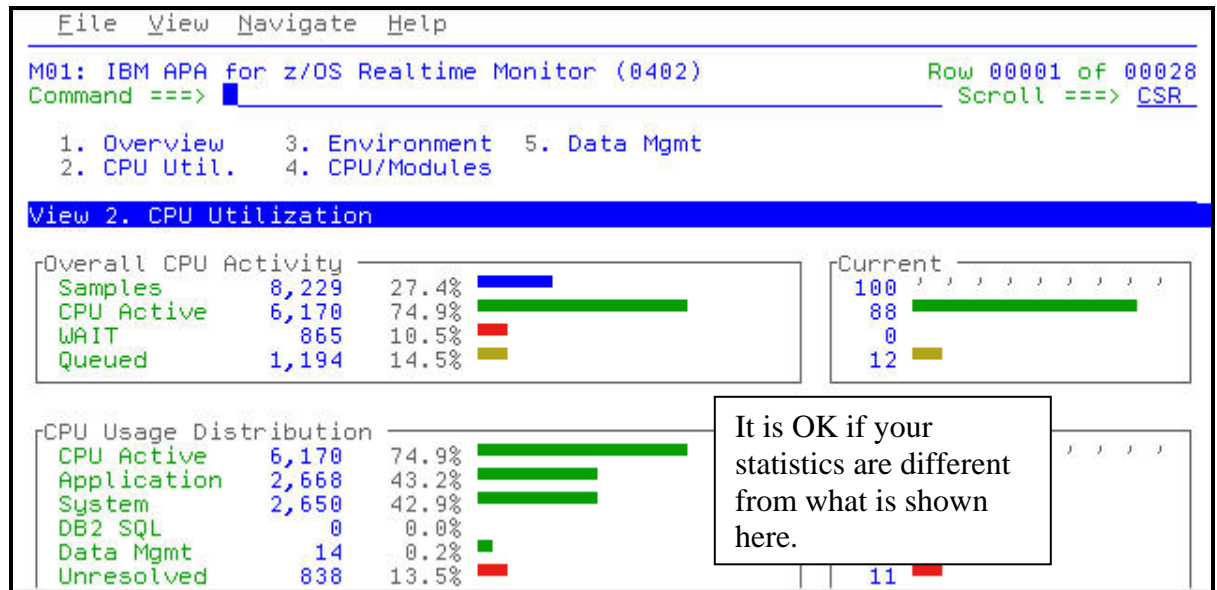 File View Navigate Help
M01: IBM APA for z/OS Realtime Monitor (0402) Row 00001 of 00028
Command ===> Scroll ===> CSR
1. Overview 3. Environment 5. Data Mgmt
2. CPU Util. 4. CPU/Modules
View 2. CPU Utilization
Overall CPU Activity Current
Samples 8,229 27.4% 100
CPU Active 6,170 74.9% 88
WAIT 865 10.5% 0
Queued 1,194 14.5% 12
CPU Usage Distribution
CPU Active 6,170 74.9%
Application 2,668 43.2%
System 2,650 42.9%
DB2 SQL 0 0.0%
Data Mgmt 14 0.2%
Unresolved 838 13.5% 11
It is OK if your
statistics are different
from what is shown
here.